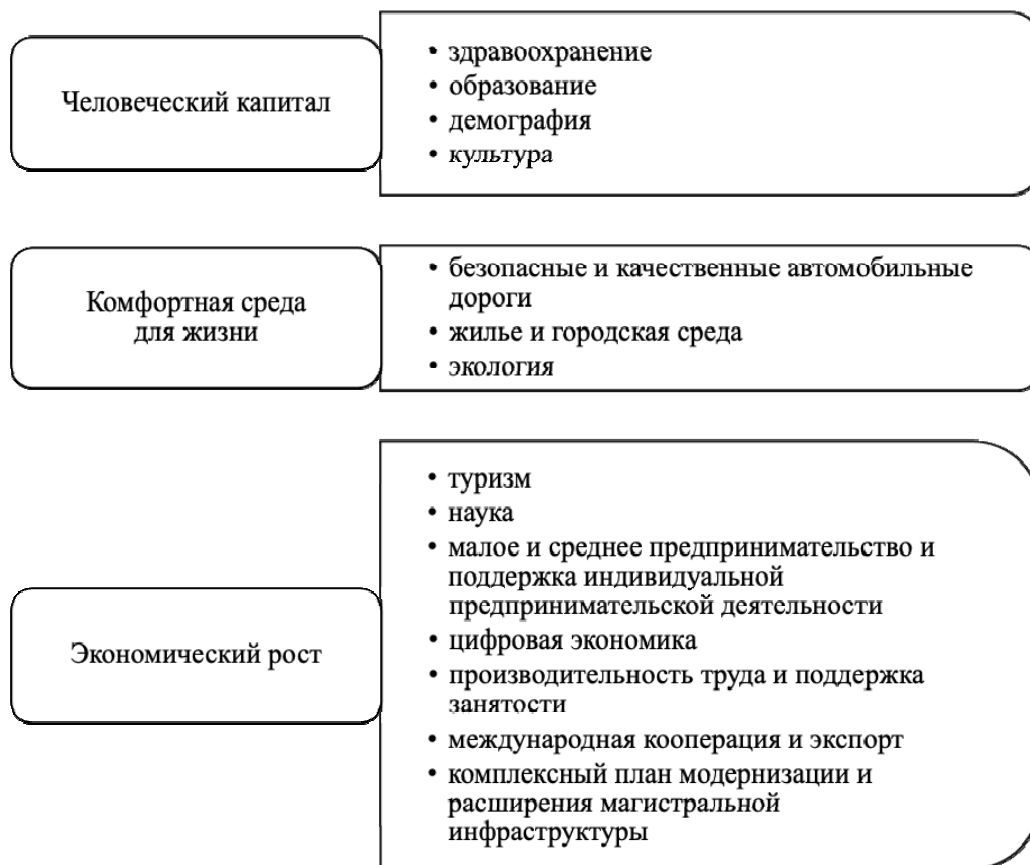 Человеческий капитал
• здравоохранение
• образование
• демография
• культура
Комфортная среда
для жизни
• безопасные и качественные автомобильные
дороги
• жилье и городская среда
• экология
Экономический рост
• туризм
• наука
• малое и среднее предпринимательство и
поддержка индивидуальной
предпринимательской деятельности
• цифровая экономика
• производительность труда и поддержка
занятости
• международная кооперация и экспорт
• комплексный план модернизации и
расширения магистральной
инфраструктуры